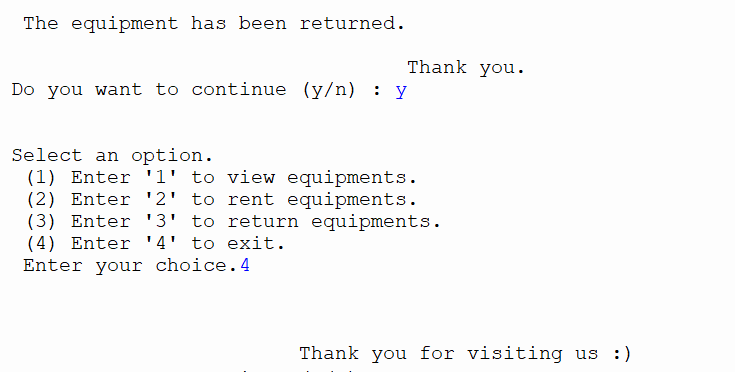 The equipment has been returned.
Thank you.
Do you want to continue (y/n) : y
Select an option.
(1) Enter '1' to view equipments.
(2) Enter '2' to rent equipments.
(3) Enter '3' to return equipments.
(4) Enter '4' to exit.
Enter your choice.4
Thank you for visiting us :)